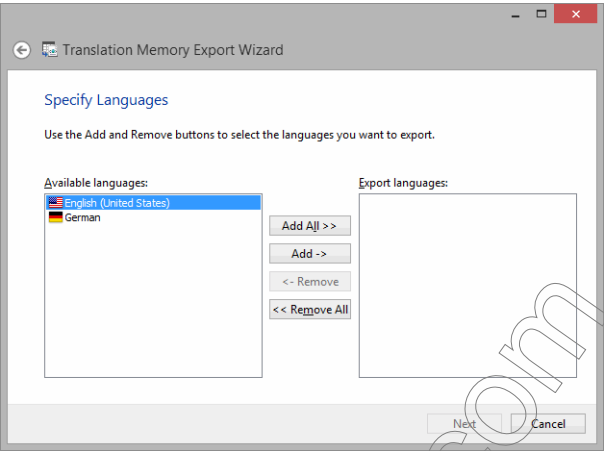 Translation Memory Export Wizard
Specify Languages
Use the Add and Remove buttons to select the languages you want to export.
Available languages:
Export languages:
English (United States)
German
Add All >>
Add ->
<- Remove
<< Remove All
Next
Cancel
com